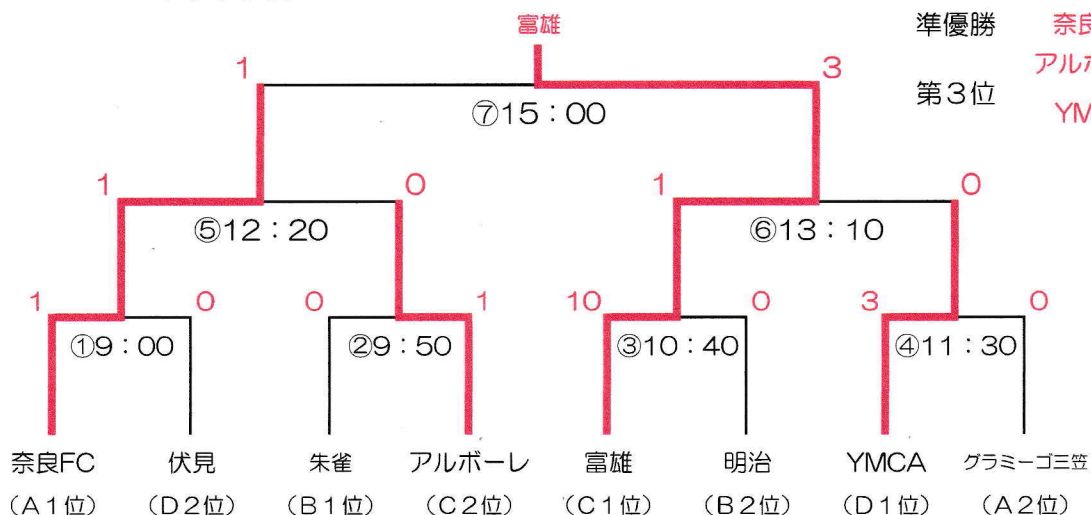 富雄
準優勝 奈良
1 3
アルボ
第3位
⑦15：00
YM
1 0 1 0
⑤12：20 ⑥13：10
1 0 0 1 10 0 3 0
①9：00 ②9：50 ③10：40 ④11：30
奈良FC 伏見 朱雀 アルボーレ 富雄 明治 YMCA グラミーゴ三笠
（A1位） （D2位） （B1位） （C2位） （C1位） （B2位） （D1位） （A2位）